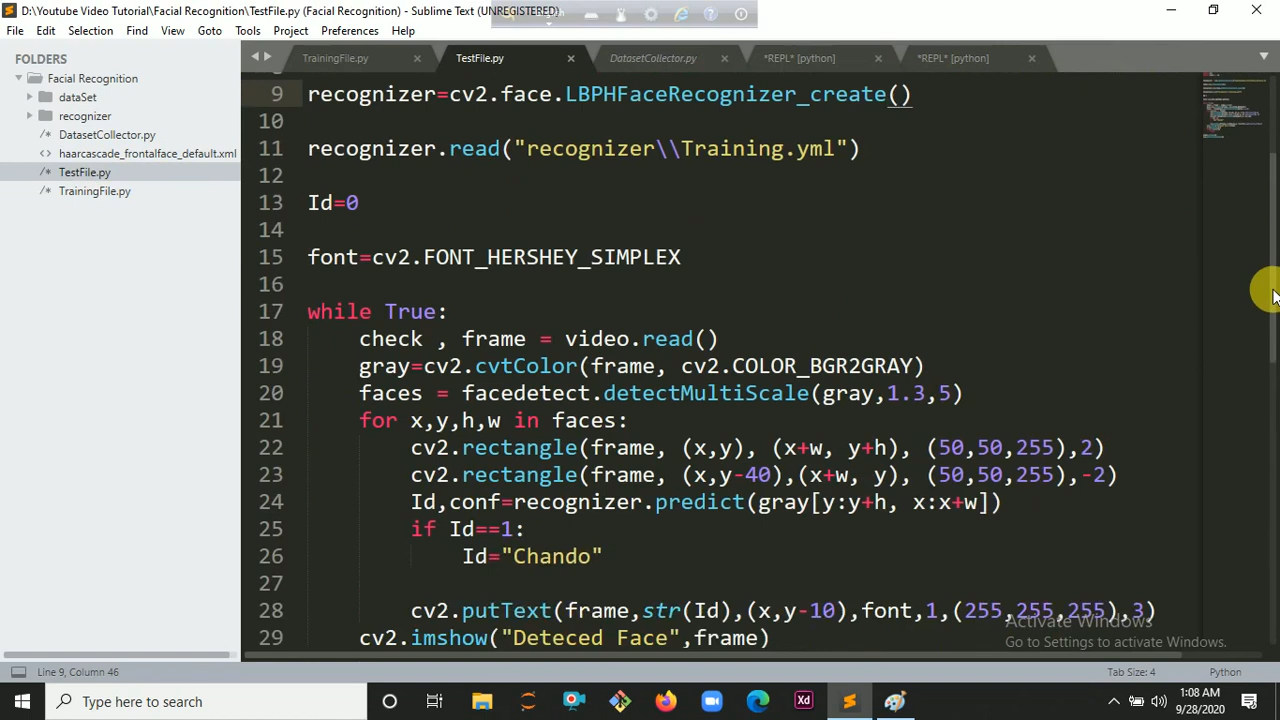 D:\Youtube Video Tutorial\Facial Recognition\TestFile.py (Facial Recognition) - Sublime Text (UNREGISTERED)
File Edit Selection Find View Goto Tools Project Preferences Help
FOLDERS
Facial Recognition
dataSet
recognizer
DatasetCollector.py
haarcascade_frontalface_default.xml
TestFile.py
TrainingFile.py
TrainingFile.py TestFile.py DatasetCollector.py *REPL* [python] *REPL* [python]
9 recognizer=cv2.fce.LBPHFaceRecognizer_create()
10
11 recognizer.read("recognizer\\Training.yml")
12
13 Id=0
14
15 font=cv2.FONT_HERSHEY_SIMPLEX
16
17 while True:
18 check , frame = video.read()
19 gray=cv2.cvtColor(frame, cv2.COLOR_BGR2GRAY)
20 faces = facedetect.detectMultiScale(gray,1.3,5)
21 for x,y,h,w in faces:
22 cv2.rectangle(frame, (x,y), (x+w, y+h), (50,50,255),2)
23 cv2.rectangle(frame, (x,y-40),(x+w, y), (50,50,255),-2)
24 Id,conf=recognizer.predict(gray[y:y+h, x:x+w])
25 if Id==1:
26 Id="Chando"
27
28 cv2.putText(frame,str(Id),(x,y-10),font,1,(255,255,255),3)
29 cv2.imshow("Deteced Face",frame)
Activate Windows
Go to Settings to activate Windows.
Line 9, Column 46 Tab Size: 4 Python
Type here to search
Xd
1:08 AM
9/28/2020